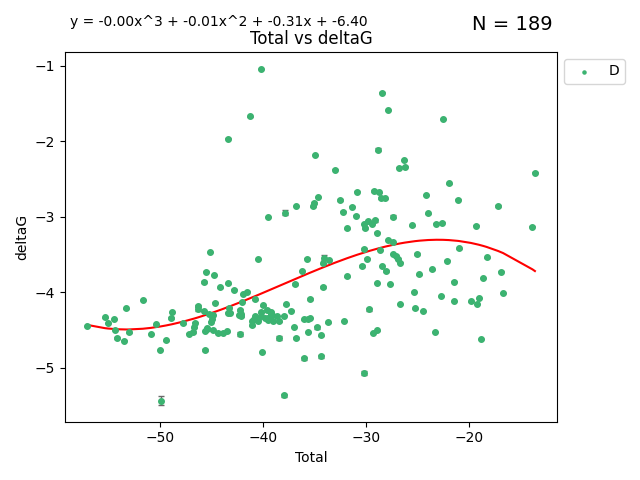 y = -0.00x^3 + -0.01x^2 + -0.31x + -6.40
N = 189
Total vs deltaG
D
−1
−2
−3
−4
−5
deltaG
−50
−40
−30
−20
Total